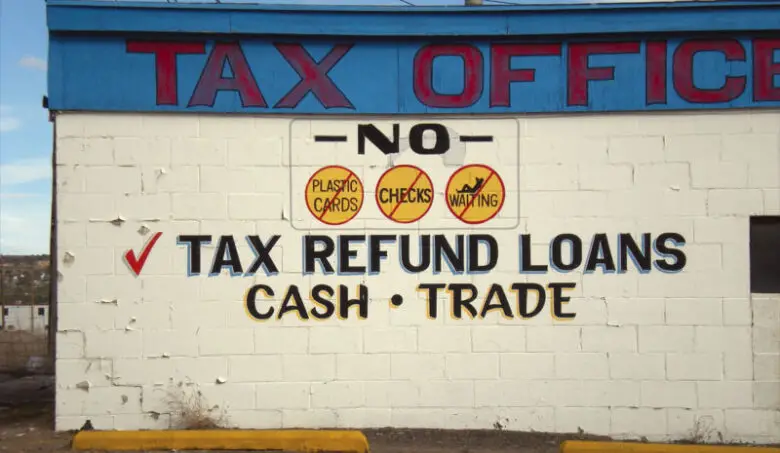 TAX OFFICE
- NO -
PLASTIC CARDS CHECKS WAITING
✓ TAX REFUND LOANS
CASH • TRADE